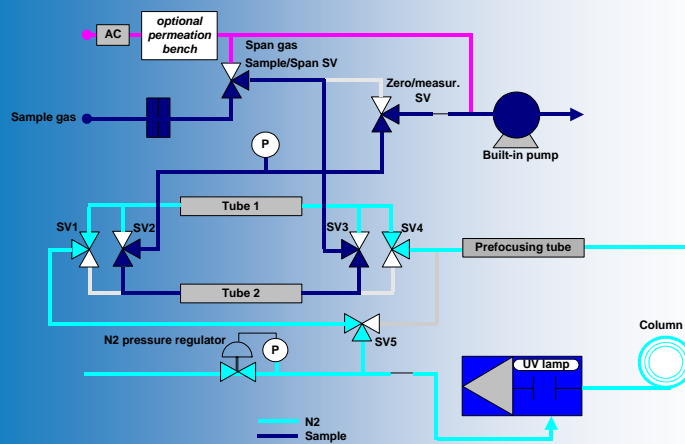 AC
optional
permeation
bench
Span gas
Sample/Span SV
Zero/measur.
SV
Sample gas
Built-in pump
P
SV1
SV2
Tube 1
SV3
SV4
Prefocusing tube
Tube 2
N2 pressure regulator
P
SV5
Column
UV lamp
N2
Sample